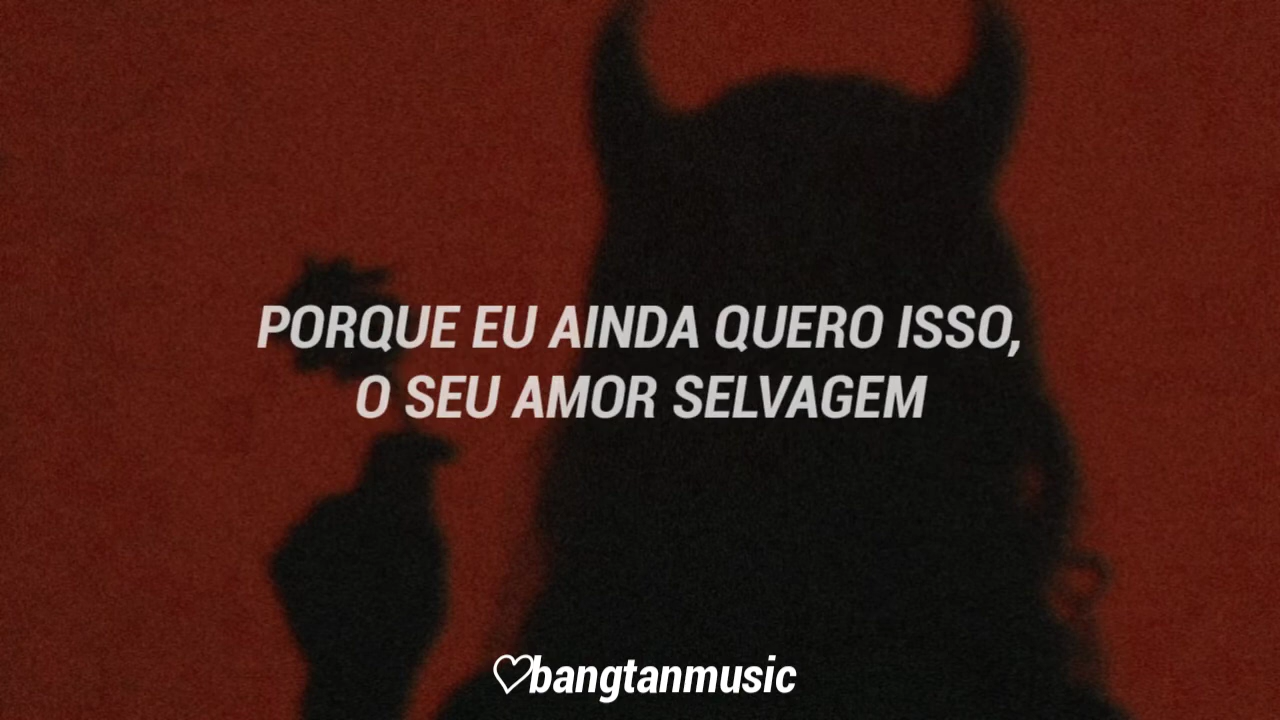 PORQUE EU AINDA QUERO ISSO,
O SEU AMOR SELVAGEM
♡bangtanmusic